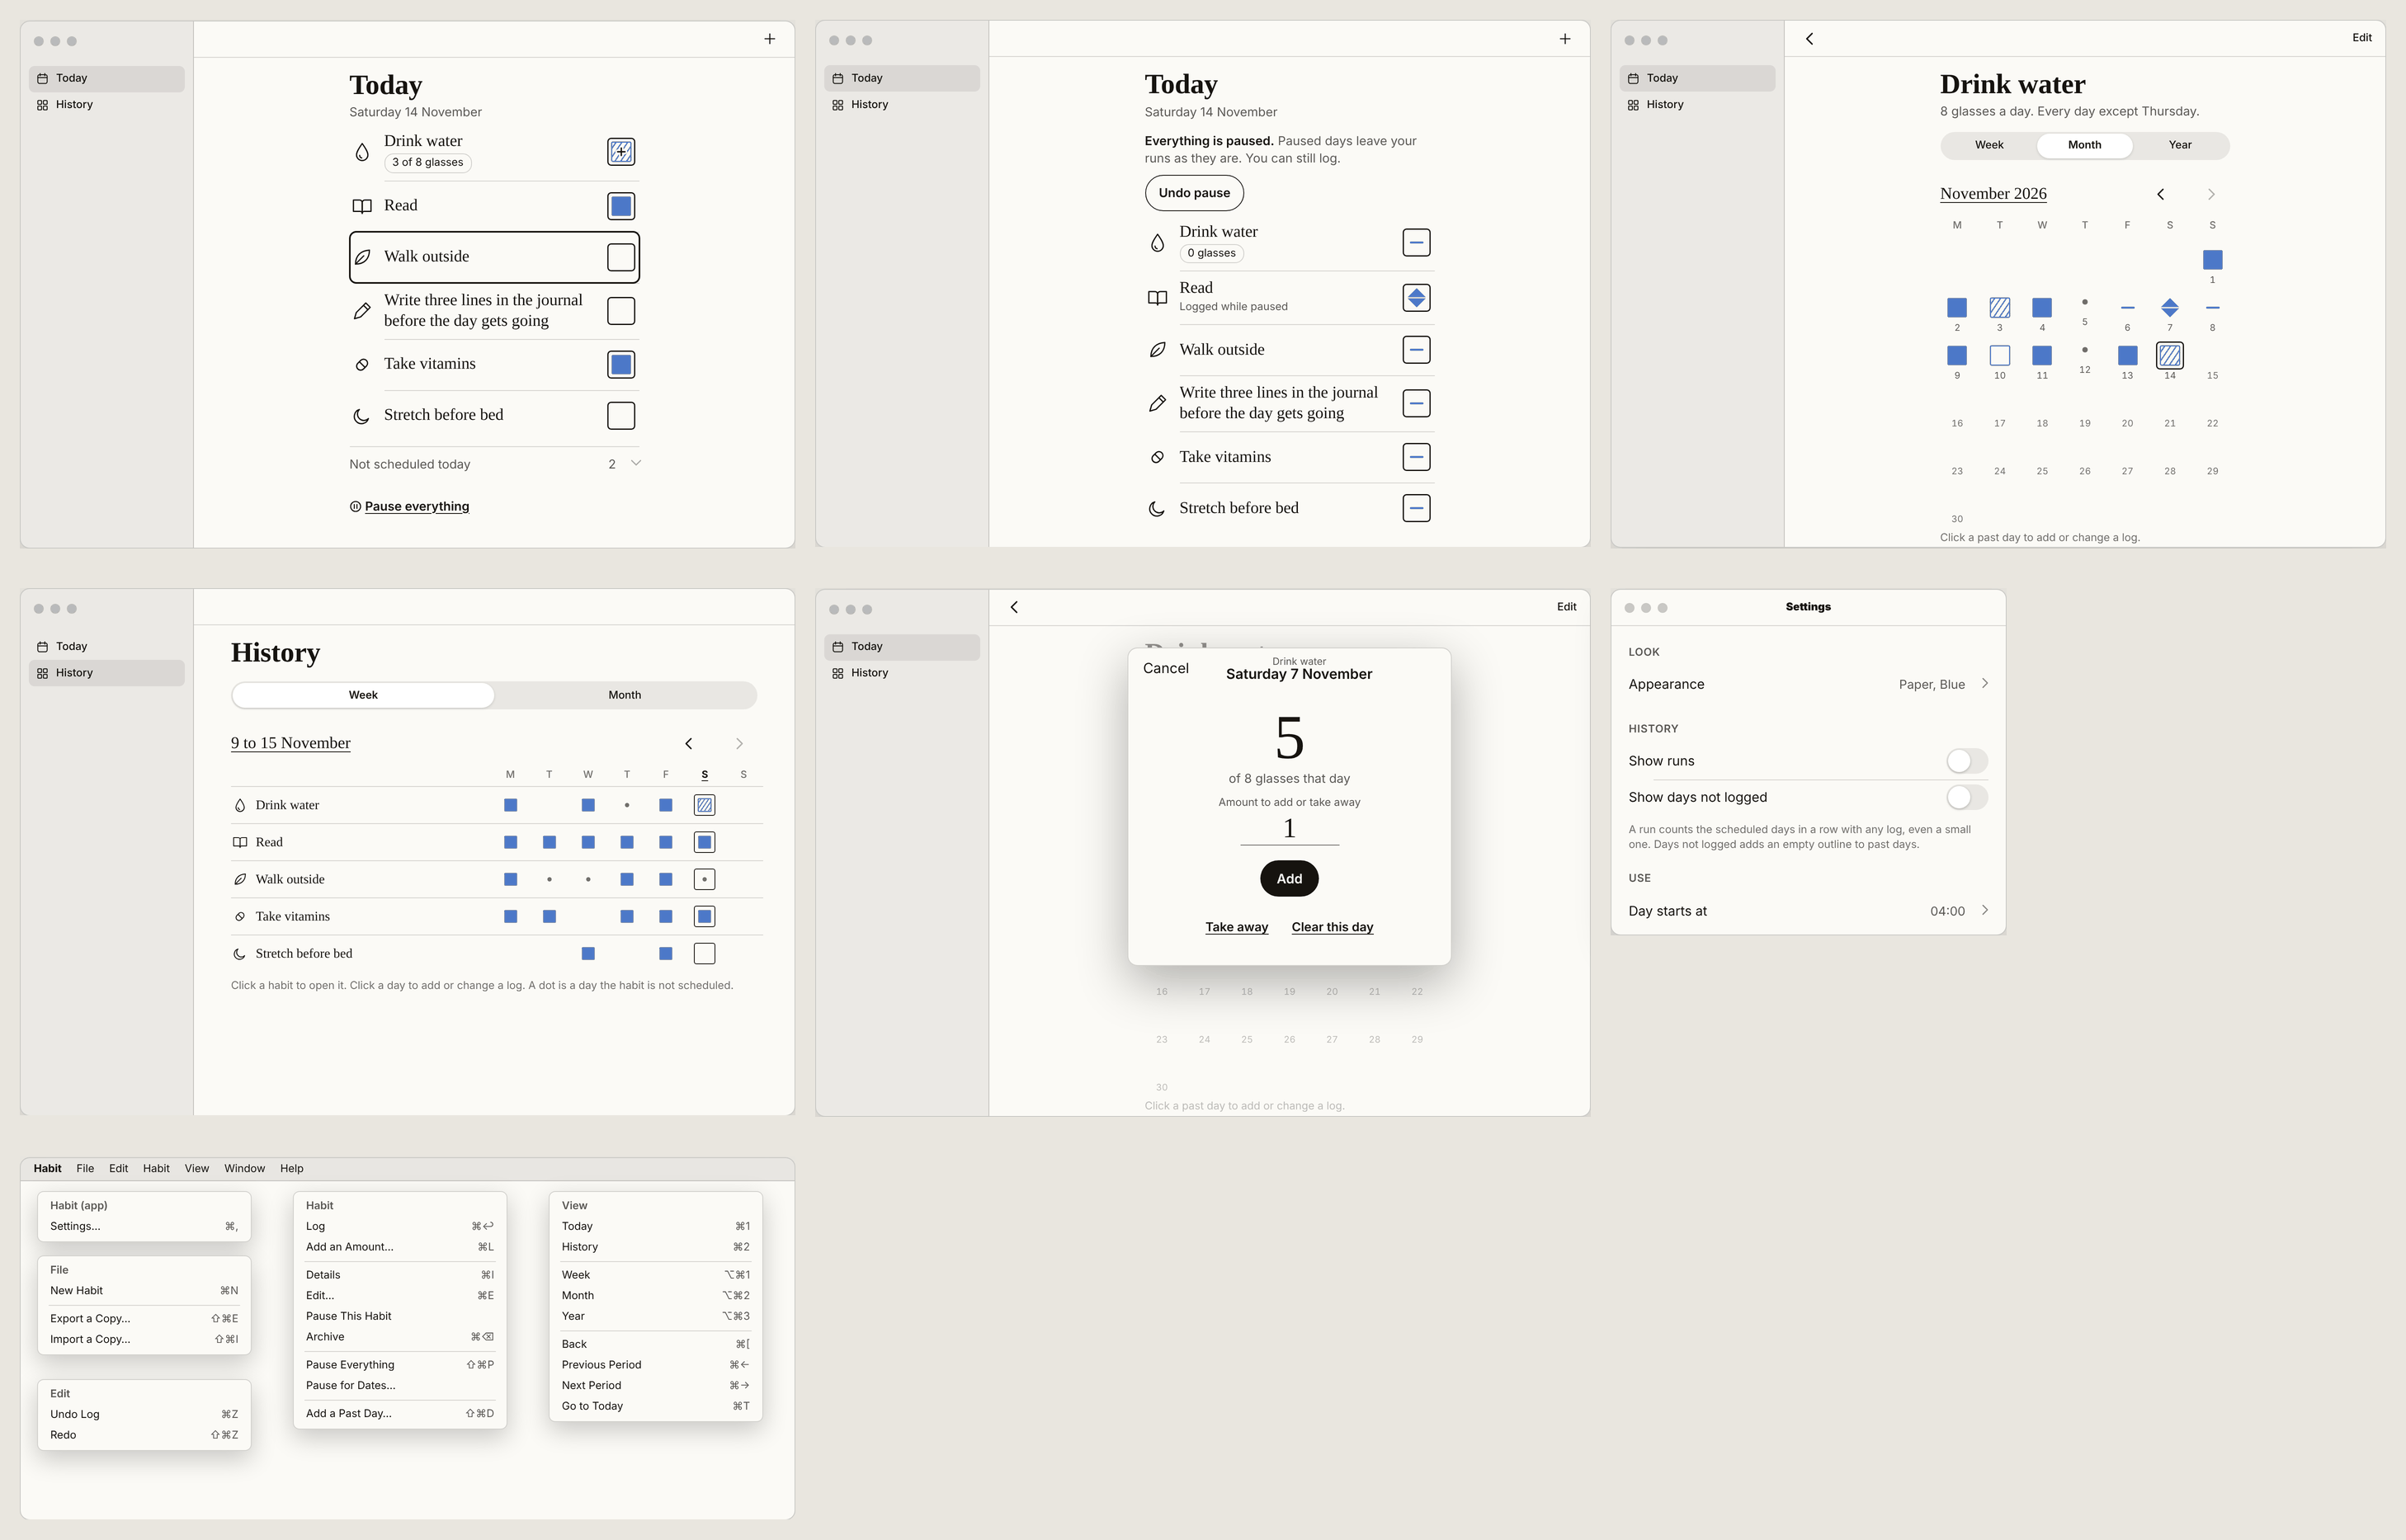 Today
History
Today
Saturday 14 November
Drink water
3 of 8 glasses
Read
Walk outside
Write three lines in the journal
before the day gets going
Take vitamins
Stretch before bed
Not scheduled today 2
Pause everything
Today
History
Today
Saturday 14 November
Everything is paused. Paused days leave your
runs as they are. You can still log.
Undo pause
Drink water
0 glasses
Read
Logged while paused
Walk outside
Write three lines in the journal
before the day gets going
Take vitamins
Stretch before bed
Today
History
Edit
Drink water
8 glasses a day. Every day except Thursday.
Week Month Year
November 2026
M T W T F S S
1
2 3 4 5 6 7 8
9 10 11 12 13 14 15
16 17 18 19 20 21 22
23 24 25 26 27 28 29
30
Click a past day to add or change a log.
Today
History
History
Week Month
9 to 15 November
M T W T F S S
Drink water
Read
Walk outside
Take vitamins
Stretch before bed
Click a habit to open it. Click a day to add or change a log. A dot is a day the habit is not scheduled.
Today
History
Edit
Cancel
Drink water
Saturday 7 November
5
of 8 glasses that day
Amount to add or take away
1
Add
Take away Clear this day
16 17 18 19 20 21 22
23 24 25 26 27 28 29
30
Click a past day to add or change a log.
Settings
LOOK
Appearance Paper, Blue
HISTORY
Show runs
Show days not logged
A run counts the scheduled days in a row with any log, even a small
one. Days not logged adds an empty outline to past days.
USE
Day starts at 04:00
Habit File Edit Habit View Window Help
Habit (app)
Settings... ⌘,
File
New Habit ⌘N
Export a Copy... ⇧⌘E
Import a Copy... ⇧⌘I
Edit
Undo Log ⌘Z
Redo ⇧⌘Z
Habit
Log ⌘↩
Add an Amount... ⌘L
Details ⌘I
Edit... ⌘E
Pause This Habit
Archive ⌘⌫
Pause Everything ⇧⌘P
Pause for Dates...
Add a Past Day... ⇧⌘D
View
Today ⌘1
History ⌘2
Week ⌥⌘1
Month ⌥⌘2
Year ⌥⌘3
Back ⌘[
Previous Period ⌘←
Next Period ⌘→
Go to Today ⌘T